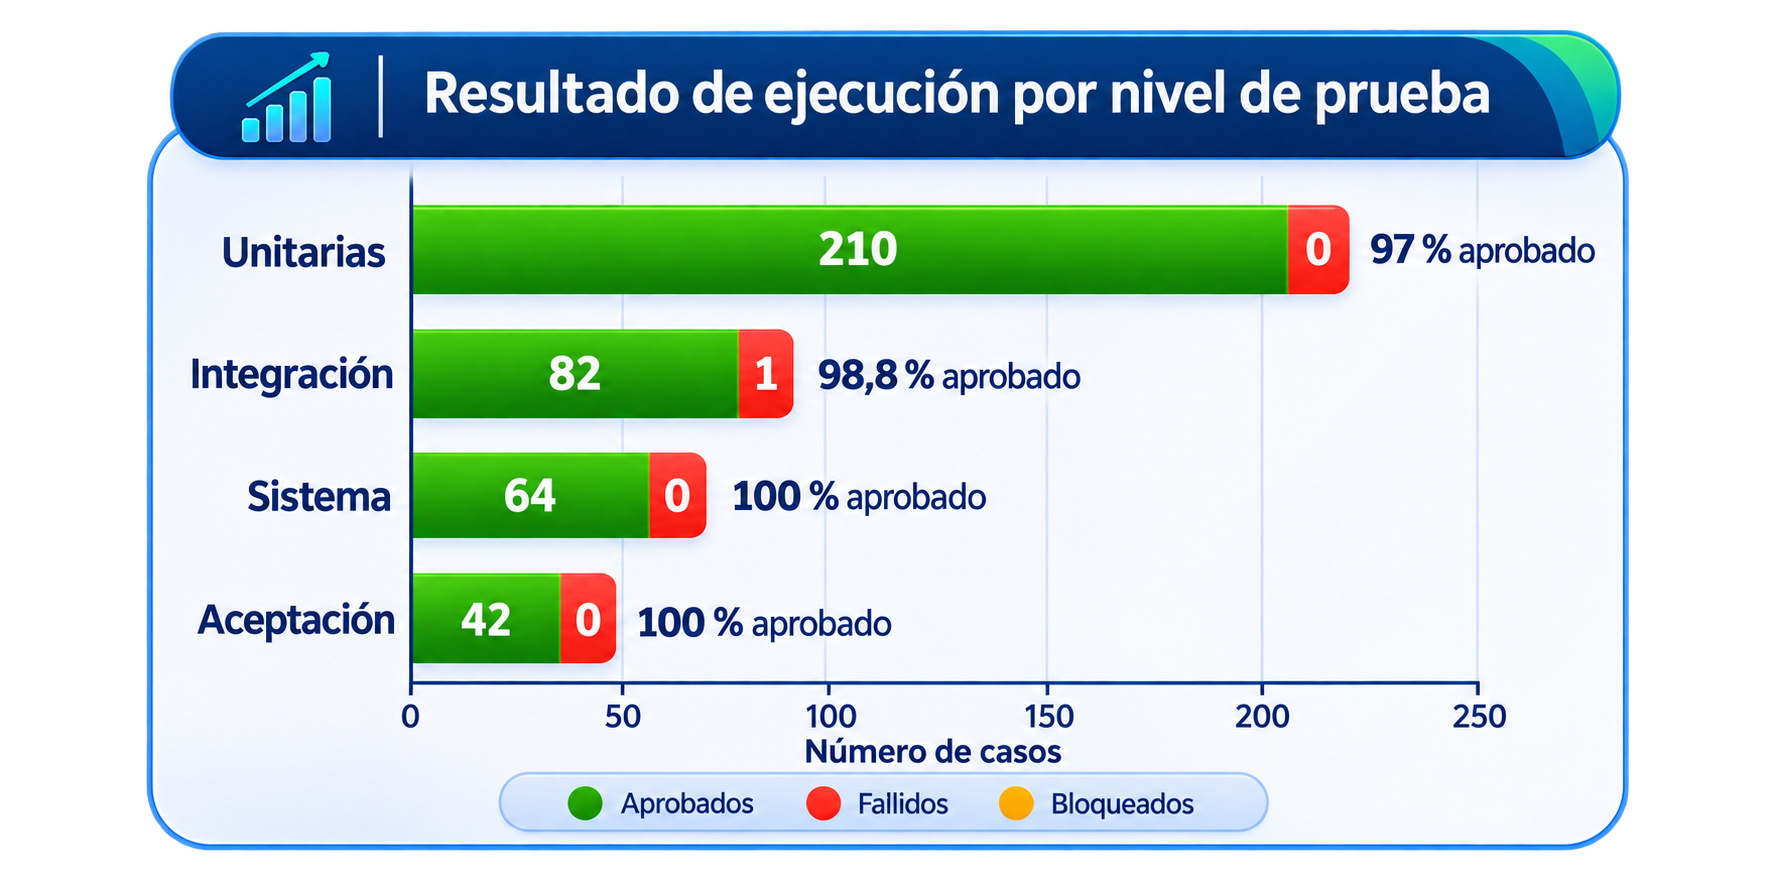 Resultado de ejecución por nivel de prueba
Unitarias 210 0 97 % aprobado
Integración 82 1 98,8 % aprobado
Sistema 64 0 100 % aprobado
Aceptación 42 0 100 % aprobado
0 50 100 150 200 250
Número de casos
Aprobados Fallidos Bloqueados